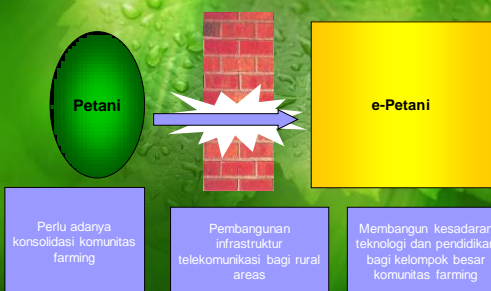 Petani
e-Petani
Perlu adanya
konsolidasi komunitas
farming
Pembangunan
infrastruktur
telekomunikasi bagi rural
areas
Membangun kesadaran
teknologi dan pendidikan
bagi kelompok besar
komunitas farming